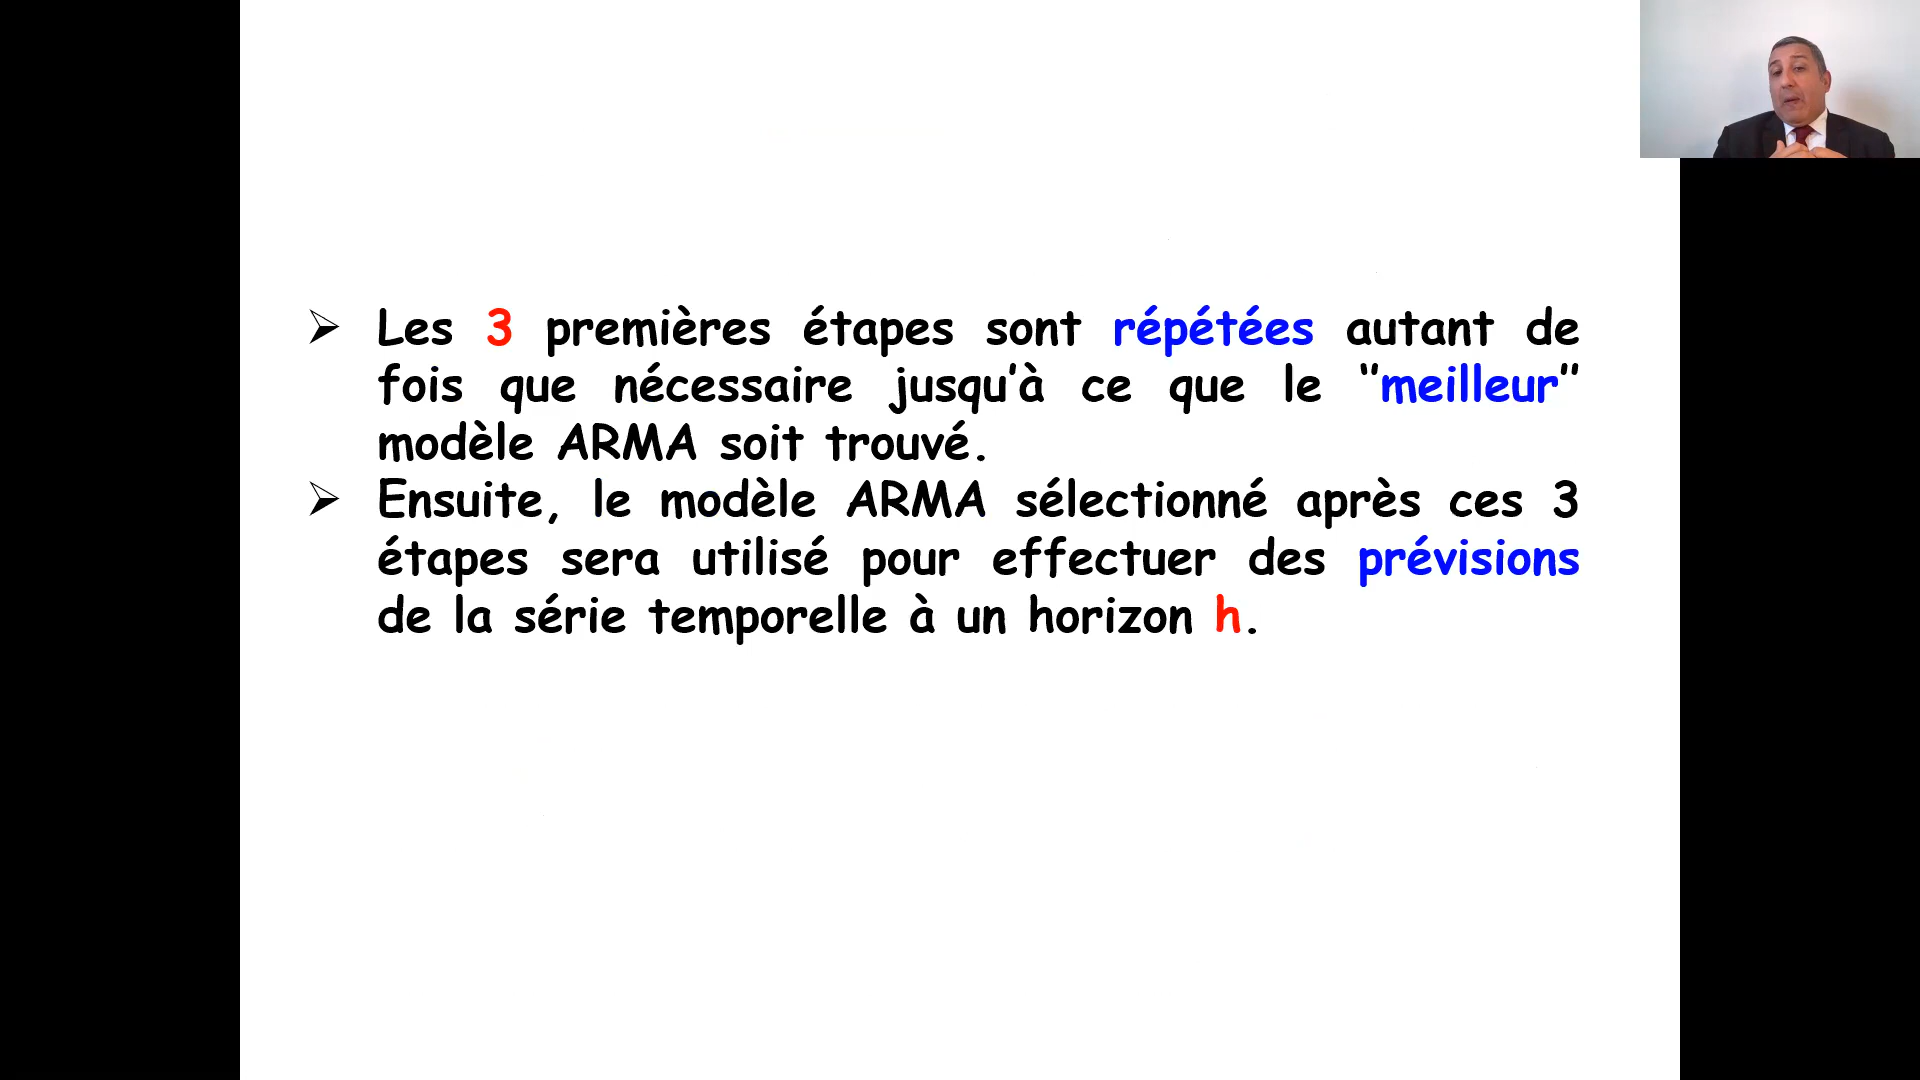 ➢ Les 3 premières étapes sont répétées autant de
fois que nécessaire jusqu'à ce que le “meilleur”
modèle ARMA soit trouvé.
➢ Ensuite, le modèle ARMA sélectionné après ces 3
étapes sera utilisé pour effectuer des prévisions
de la série temporelle à un horizon h.